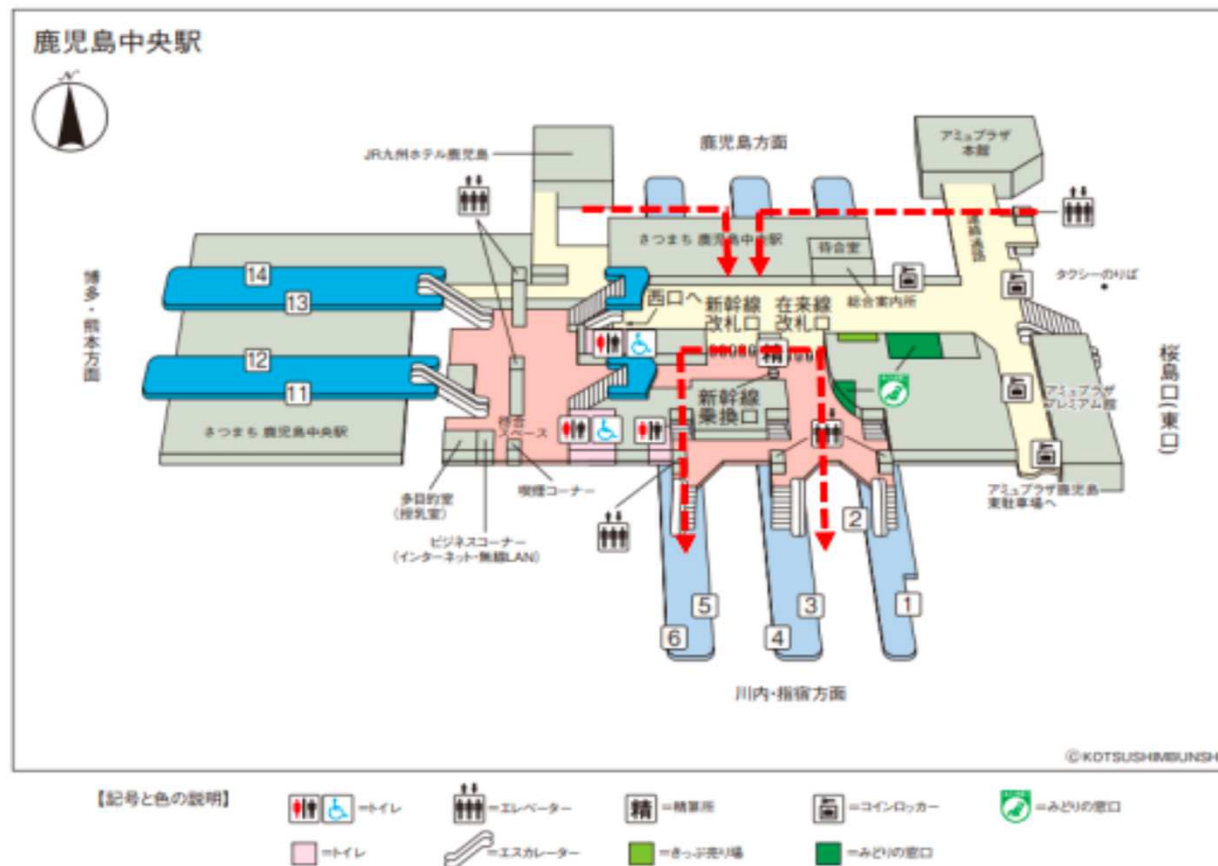 鹿児島中央駅
N
JR九州ホテル鹿児島
鹿児島方面
アミュプラザ
本館
さつまち 鹿児島中央駅
待合室
連絡通路
総合案内所
タクシーのりば
博多・熊本方面
14
13
12
11
西口へ
新幹線
改札口
在来線
改札口
精
新幹線
乗換口
桜島口(東口)
アミュプラザ
プレミアム館
さつまち 鹿児島中央駅
待合
スペース
多目的室
(授乳室)
喫煙コーナー
ビジネスコーナー
(インターネット・無線LAN)
アミュプラザ鹿児島
東駐車場へ
2
5
3
1
6
4
川内・指宿方面
©KOTSUSHIMBUNSH
【記号と色の説明】
=トイレ
=エレベーター
精 =精算所
=コインロッカー
=みどりの窓口
=トイレ
=エスカレーター
=きっぷ売り場
=みどりの窓口